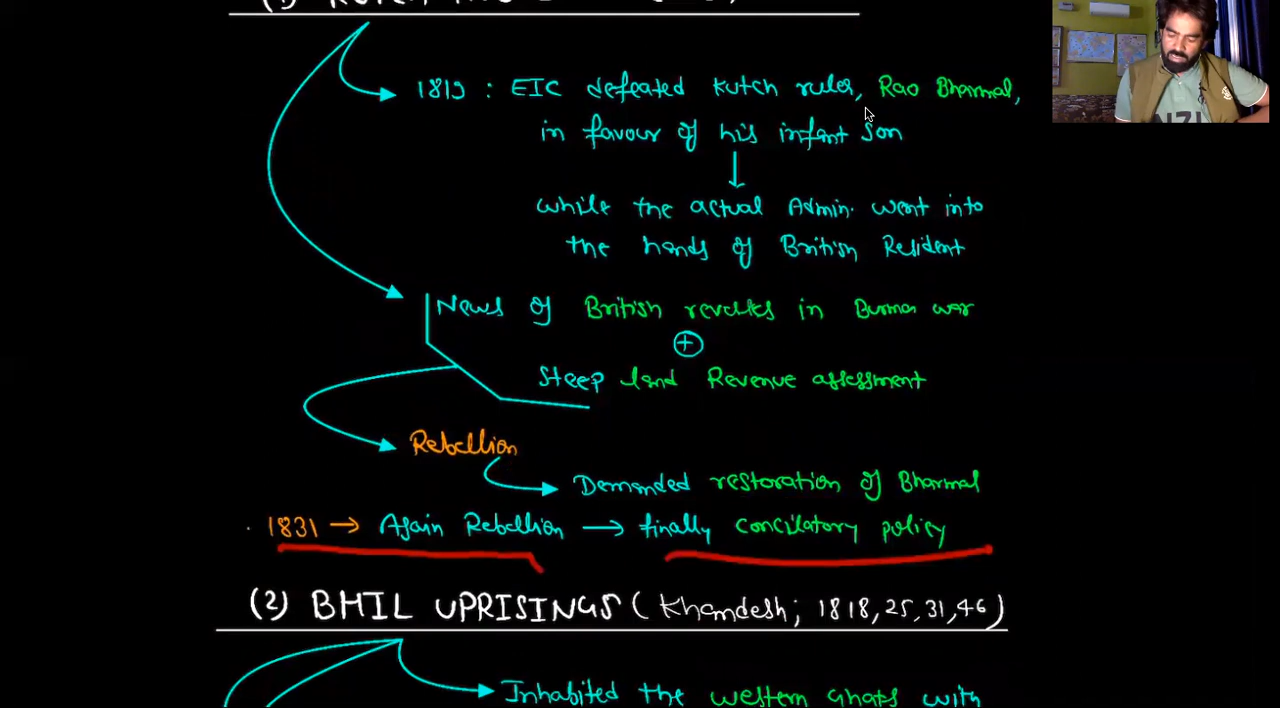 1819 : EIC defeated Kutch ruler, Rao Bharmal,
in favour of his infant son
while the actual Admin. went into
the hands of British Resident
News of British reverses in Burma war
+
Steep land Revenue assessment
Rebellion
Demanded restoration of Bharmal
1831 → Again Rebellion → finally Concilatory policy
(2) BHIL UPRISINGS (Khandesh; 1818, 25, 31, 46)
Inhabited the western Ghats with